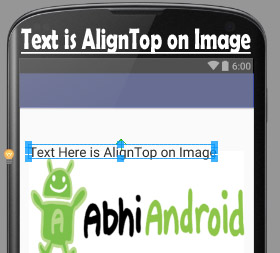 Text is AlignTop on Image
6:00
Text Here is AlignTop on Image
A
AbhiAndroid